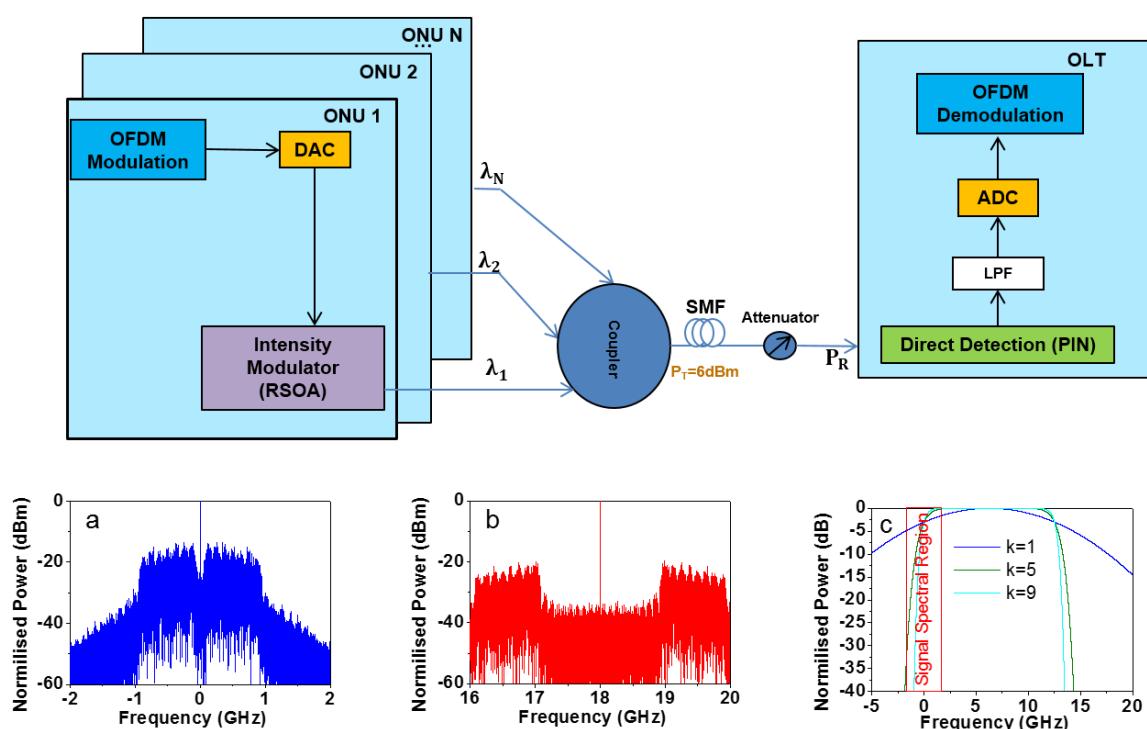 ONU N
...
ONU 2
ONU 1
OFDM
Modulation
DAC
Intensity
Modulator
(RSOA)
λN
λ2
λ1
Coupler
SMF
PT=6dBm
Attenuator
PR
OLT
OFDM
Demodulation
ADC
LPF
Direct Detection (PIN)
a
Normilised Power (dBm)
0
-20
-40
-60
-2 -1 0 1 2
Frequency (GHz)
b
Normilised Power (dBm)
0
-20
-40
-60
16 17 18 19 20
Frequency (GHz)
c
Normilised Power (dB)
0
-5
-10
-15
-20
-25
-30
-35
-40
Signal Spectral Region
k=1
k=5
k=9
-5 0 5 10 15 20
Frequency (GHz)